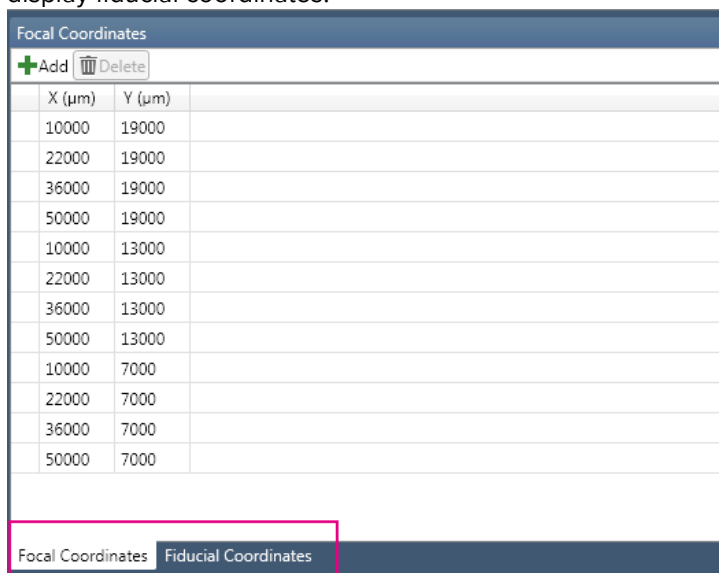 display fiducial coordinates.
Focal Coordinates
Add Delete
X (µm) Y (µm)
10000 19000
22000 19000
36000 19000
50000 19000
10000 13000
22000 13000
36000 13000
50000 13000
10000 7000
22000 7000
36000 7000
50000 7000
Focal Coordinates Fiducial Coordinates